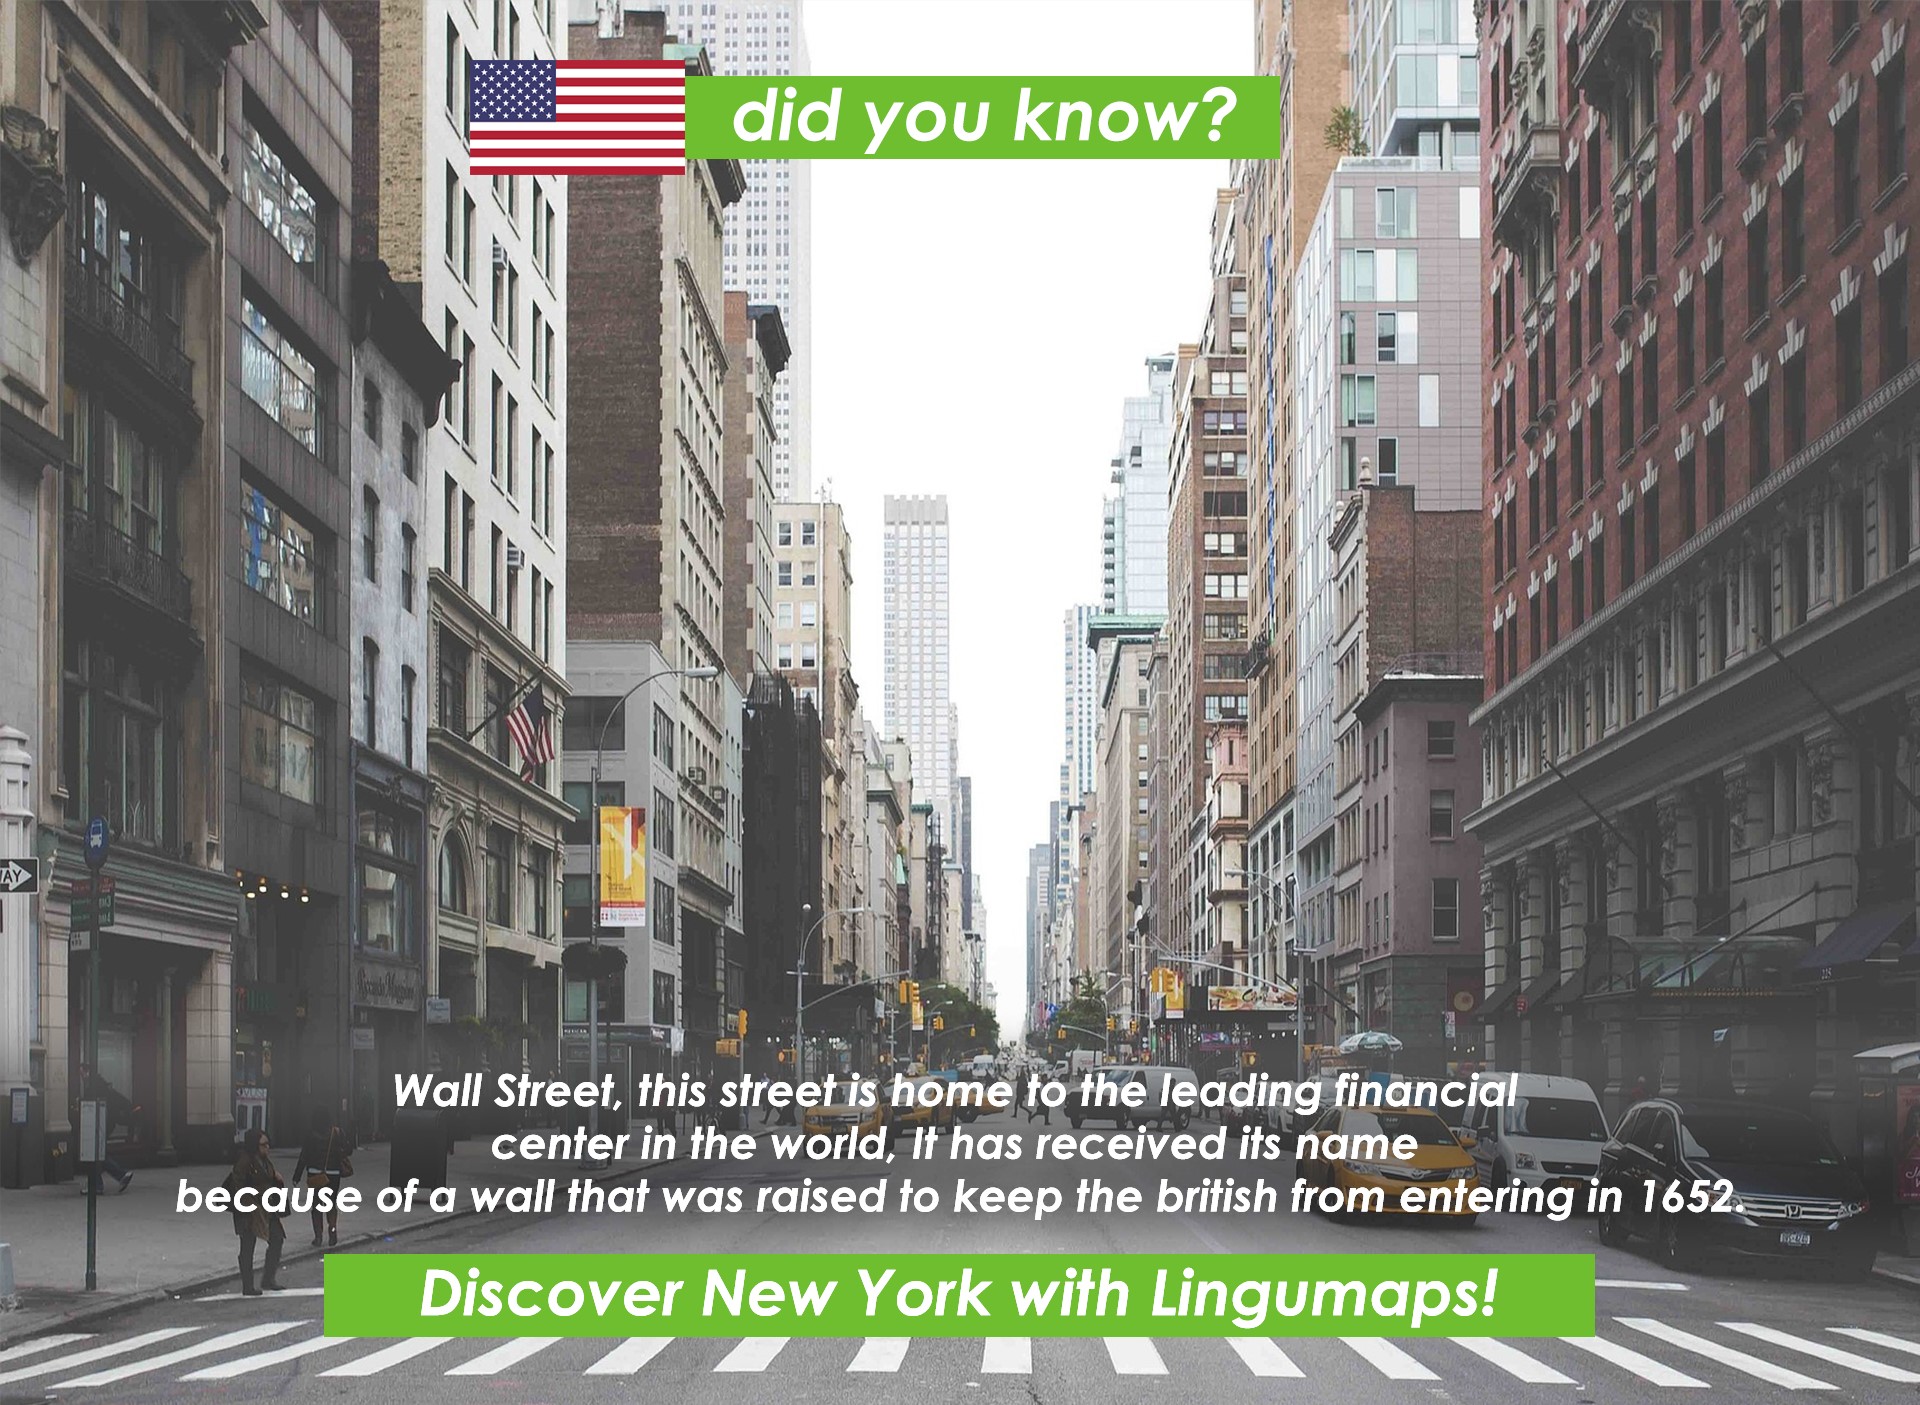 did you know?
WAY
225
Wall Street, this street is home to the leading financial
center in the world, It has received its name
because of a wall that was raised to keep the british from entering in 1652.
Discover New York with Lingumaps!